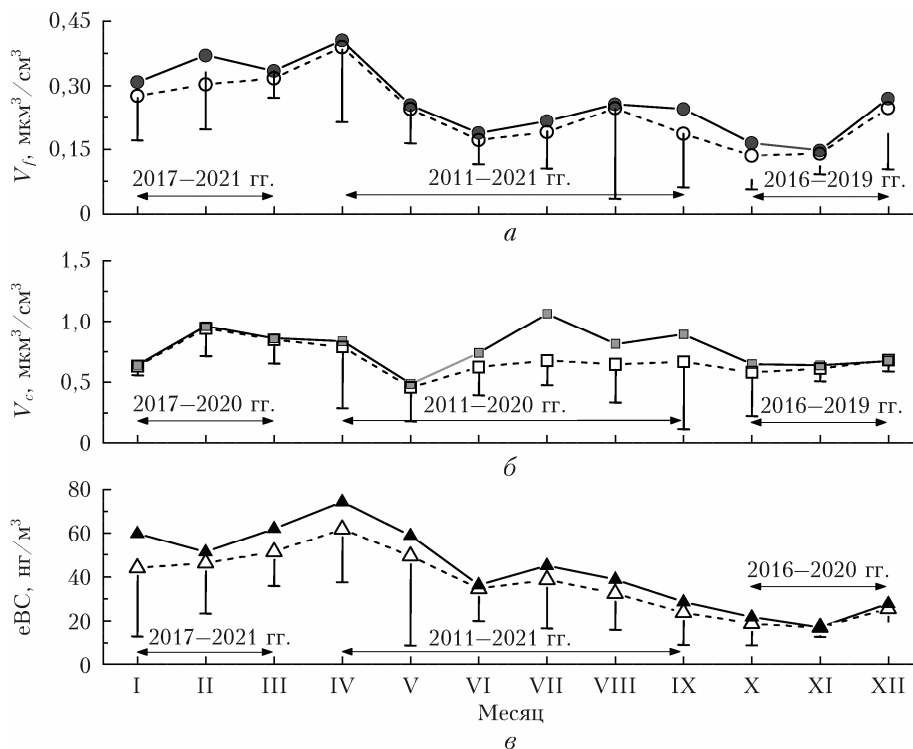 0,45
0,30
0,15
0
V_f, мкм³/см³
2017–2021 гг.
2011–2021 гг.
2016–2019 гг.
а
1,5
1,0
0,5
0
V_c, мкм³/см³
2017–2020 гг.
2011–2020 гг.
2016–2019 гг.
б
80
60
40
20
0
eBC, нг/м³
2016–2020 гг.
2017–2021 гг.
2011–2021 гг.
I II III IV V VI VII VIII IX X XI XII
Месяц
в